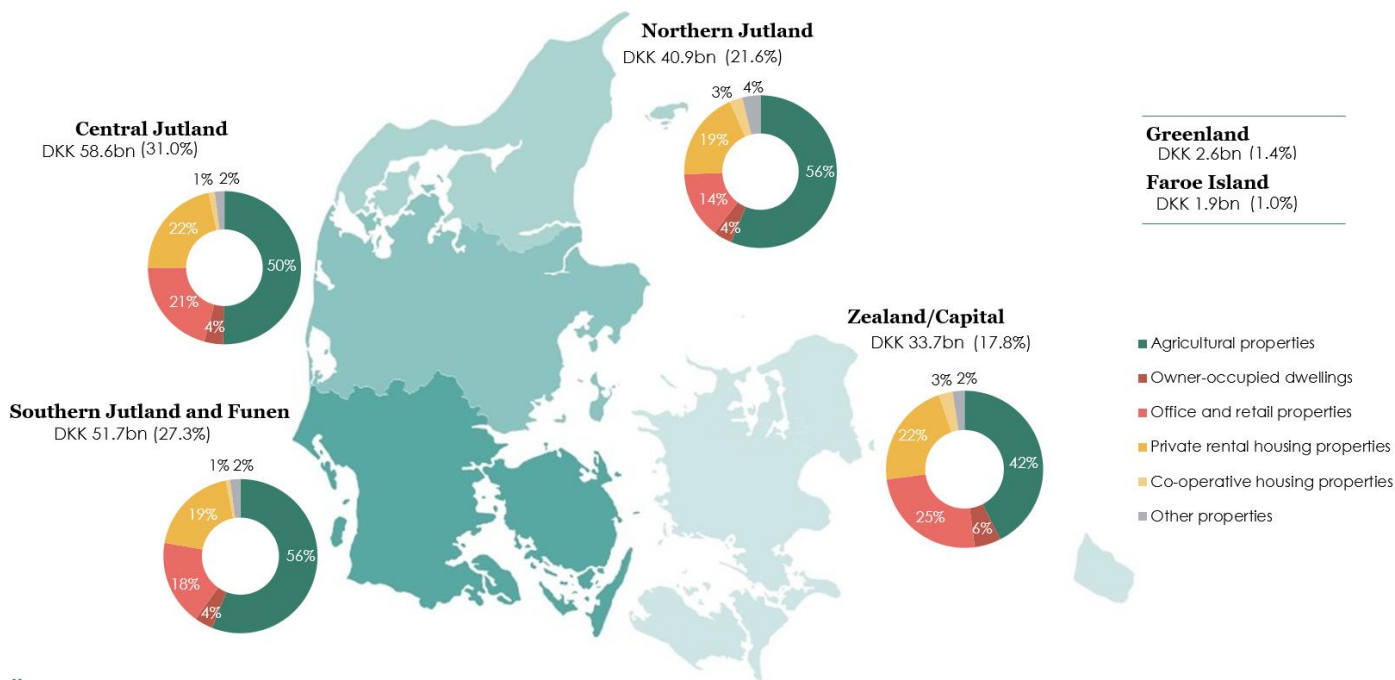 Northern Jutland
DKK 40.9bn (21.6%)
3%
4%
19%
56%
14%
4%
Central Jutland
DKK 58.6bn (31.0%)
1%
2%
22%
50%
21%
4%
Greenland
DKK 2.6bn (1.4%)
Faroe Island
DKK 1.9bn (1.0%)
Zealand/Capital
DKK 33.7bn (17.8%)
3%
2%
22%
42%
25%
6%
Southern Jutland and Funen
DKK 51.7bn (27.3%)
1%
2%
19%
56%
18%
4%
Agricultural properties
Owner-occupied dwellings
Office and retail properties
Private rental housing properties
Co-operative housing properties
Other properties